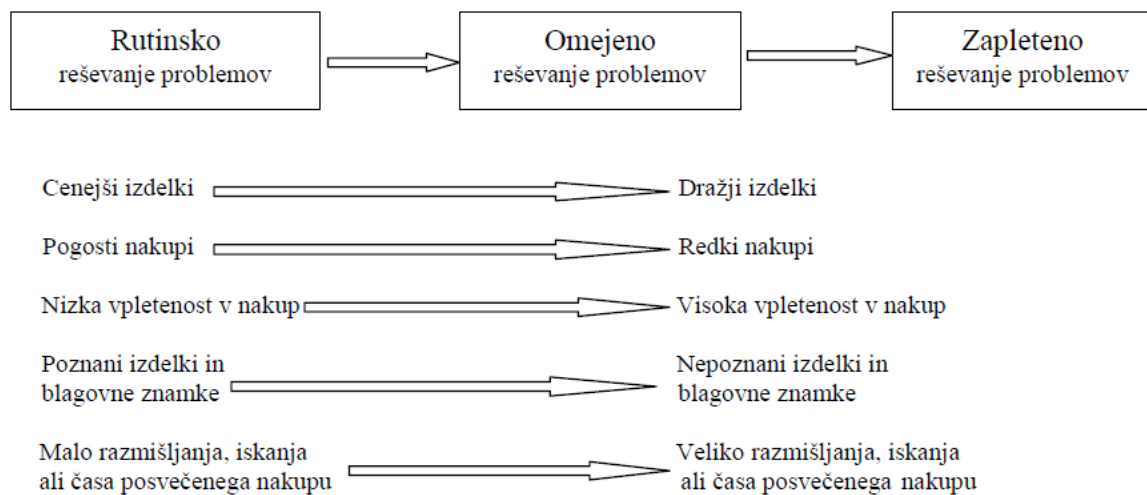 Rutinsko
reševanje problemov
Omejeno
reševanje problemov
Zapleteno
reševanje problemov
Cenejši izdelki
Dražji izdelki
Pogosti nakupi
Redki nakupi
Nizka vpletenost v nakup
Visoka vpletenost v nakup
Poznani izdelki in
blagovne znamke
Nepoznani izdelki in
blagovne znamke
Malo razmišljanja, iskanja
ali časa posvečenega nakupu
Veliko razmišljanja, iskanja
ali časa posvečenega nakupu